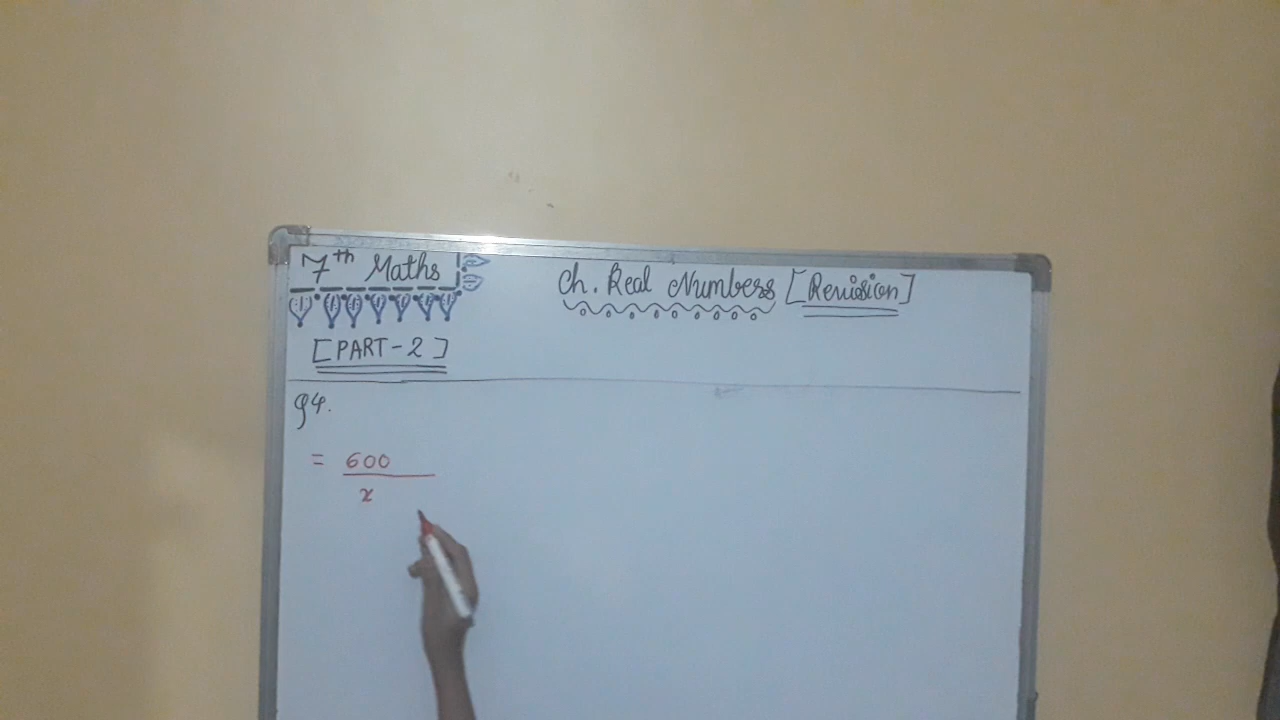 7th Maths
Ch. Real Numbers [Revision]
[PART-2]
Q4.
= 600
x